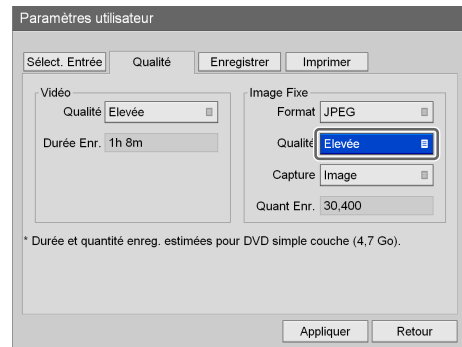 Paramètres utilisateur
Sélect. Entrée Qualité Enregistrer Imprimer
Vidéo
Qualité Elevée
Durée Enr. 1h 8m
Image Fixe
Format JPEG
Qualité Elevée
Capture Image
Quant Enr. 30,400
* Durée et quantité enreg. estimées pour DVD simple couche (4,7 Go).
Appliquer Retour